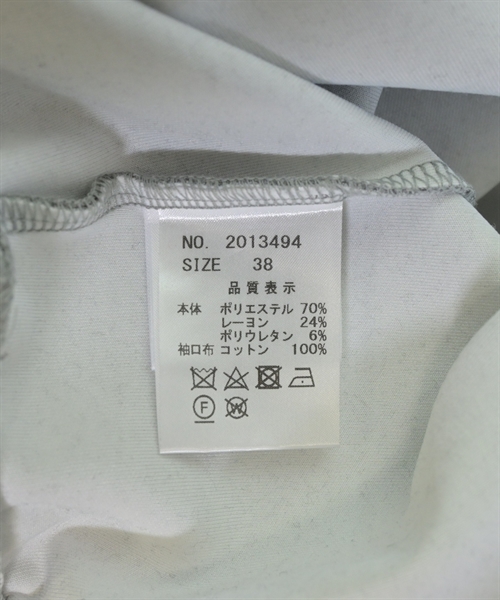 NO. 2013494
SIZE 38
品質表示
本体 ポリエステル 70%
レーヨン 24%
ポリウレタン 6%
袖口布 コットン 100%
F
W